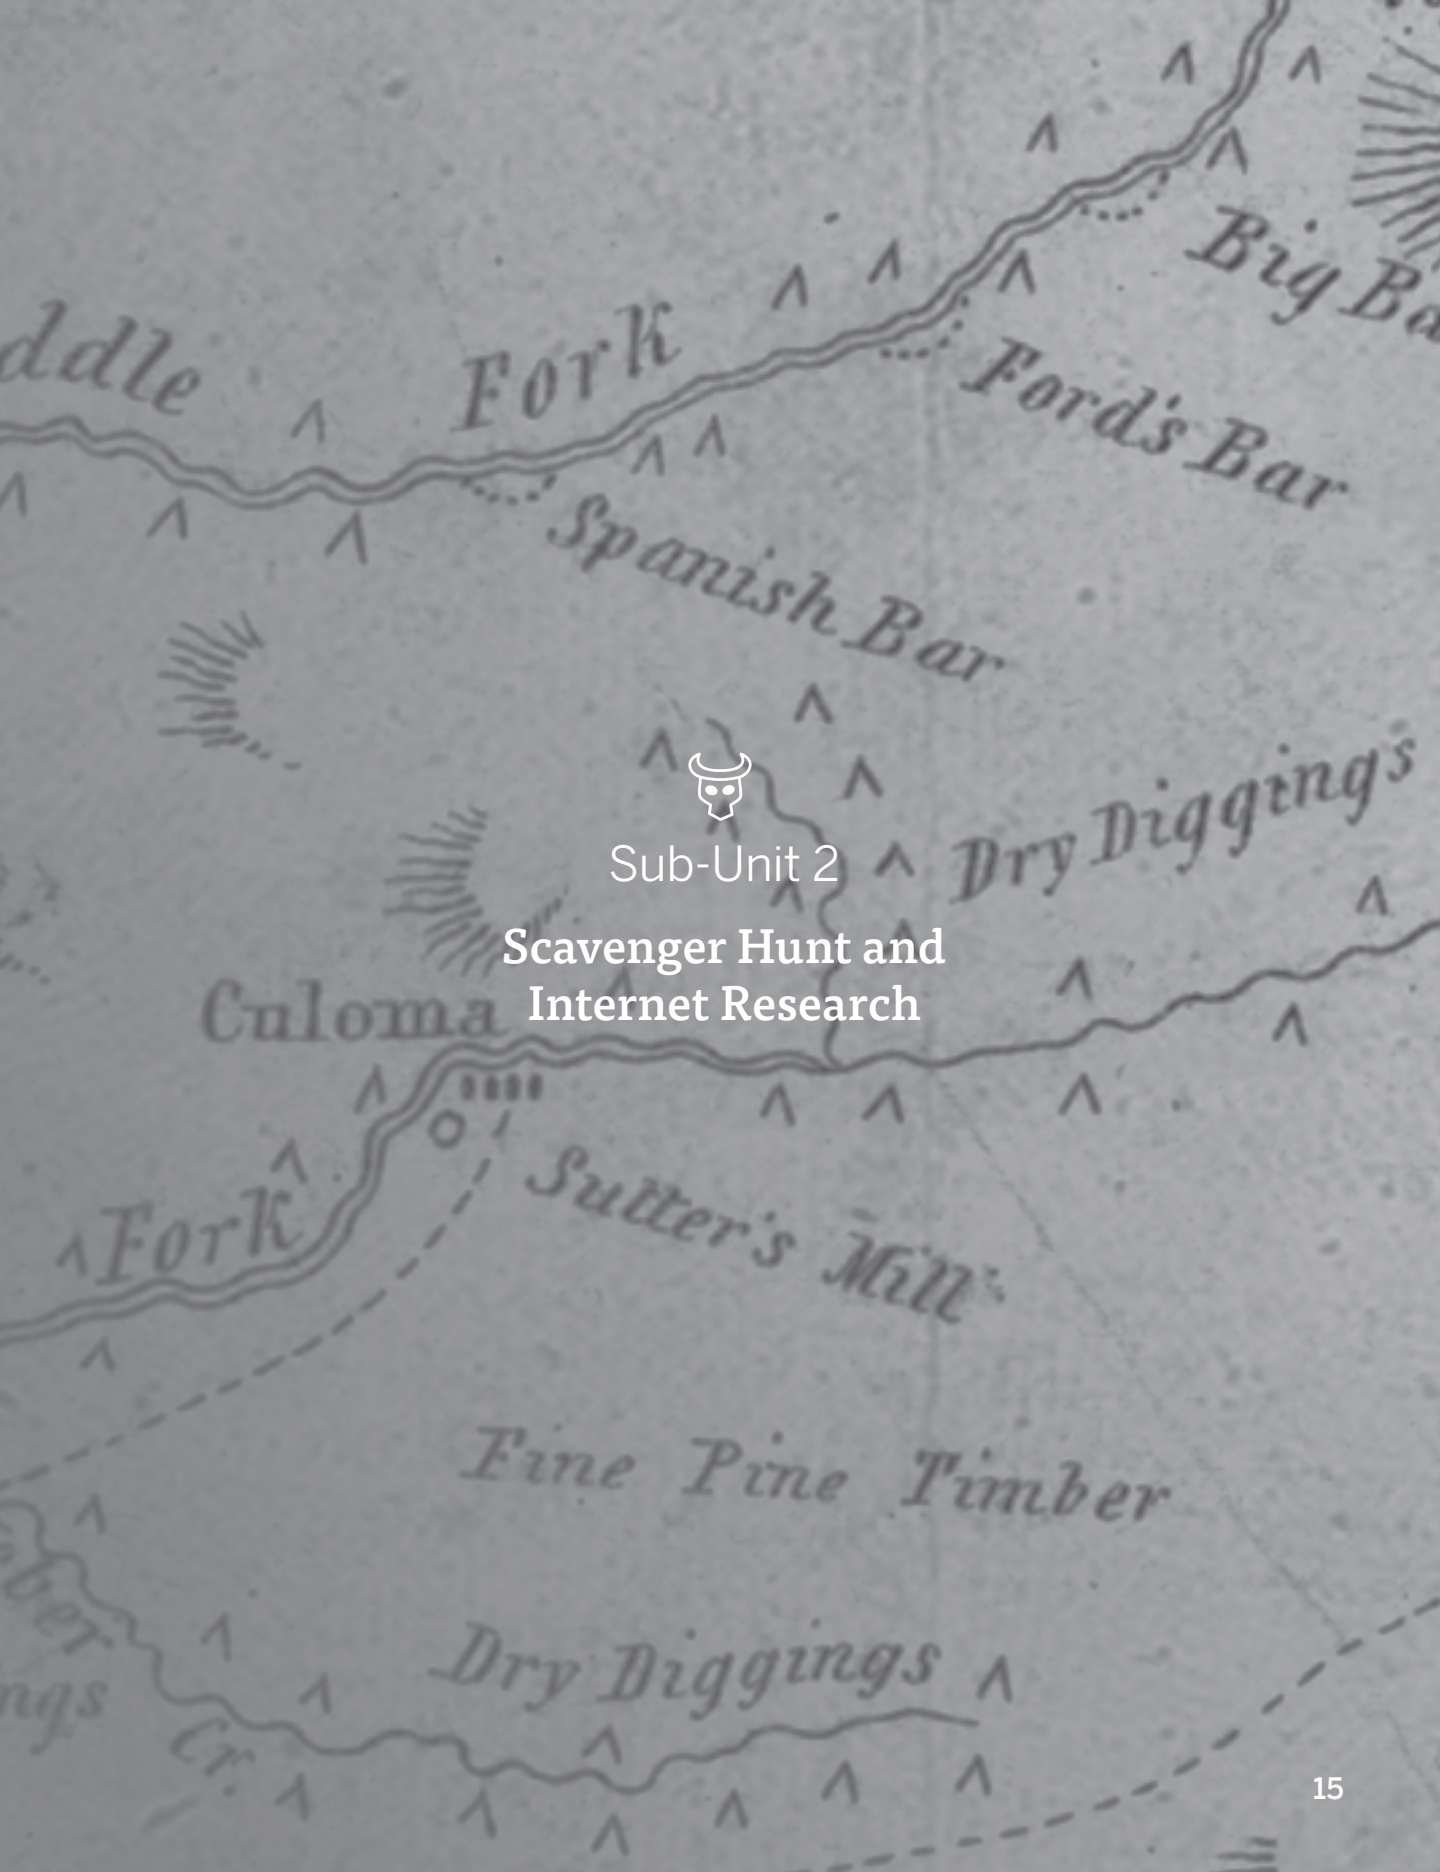 Big
Fork
ddle
Ford's Bar
Spanish Bar
Dry Diggings
Sub-Unit 2
Scavenger Hunt and
Internet Research
Culoma
Sutter's Mill
Fork
Fine Pine Timber
Dry Diggings
ngs
Cr.
15